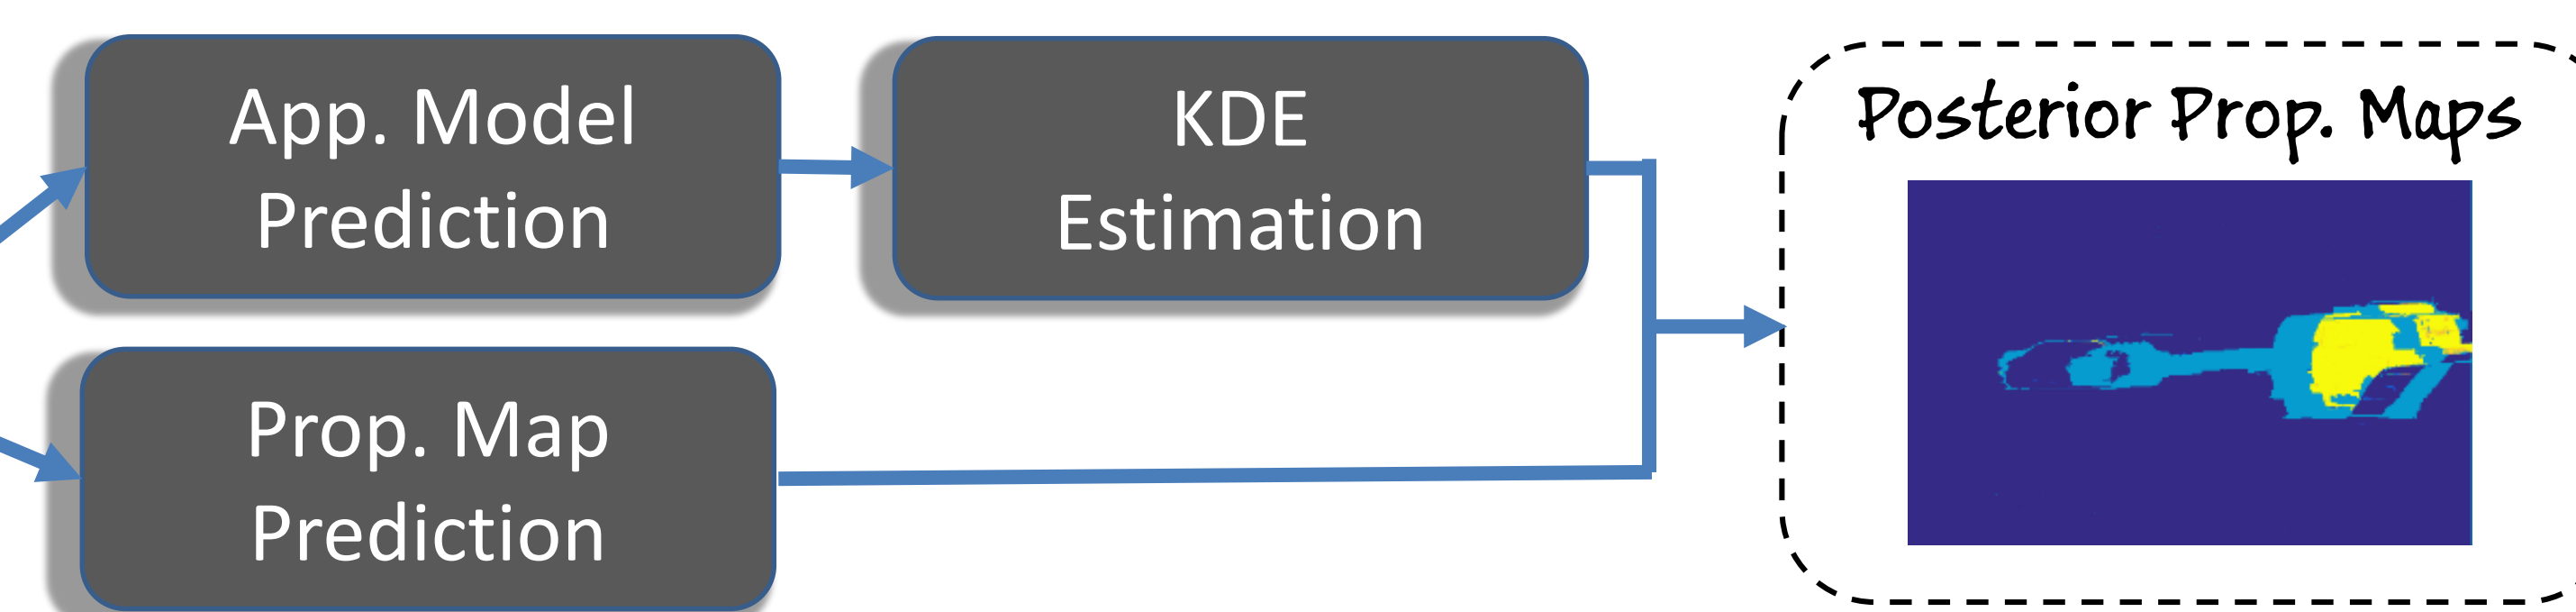 App. Model
Prediction
KDE
Estimation
Posterior Prop. Maps
Prop. Map
Prediction